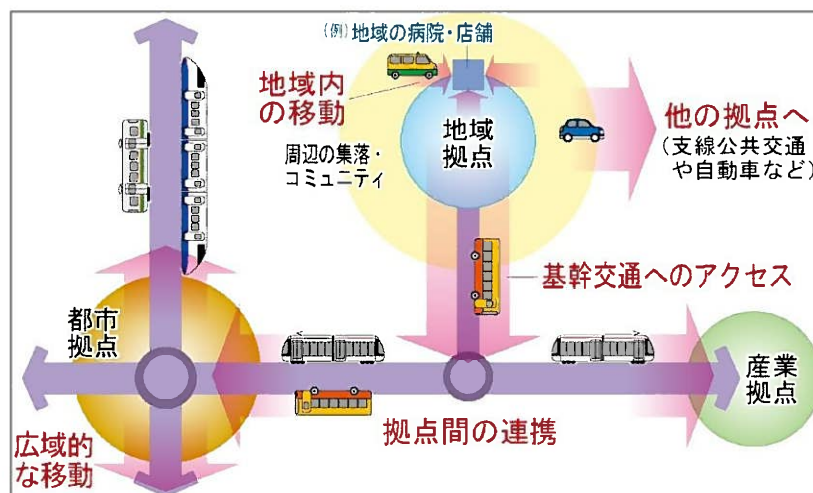 (例)地域の病院・店舗
地域内
の移動
地域
拠点
周辺の集落・
コミュニティ
他の拠点へ
(支線公共交通
や自動車など)
基幹交通へのアクセス
都市
拠点
産業
拠点
拠点間の連携
広域的
な移動